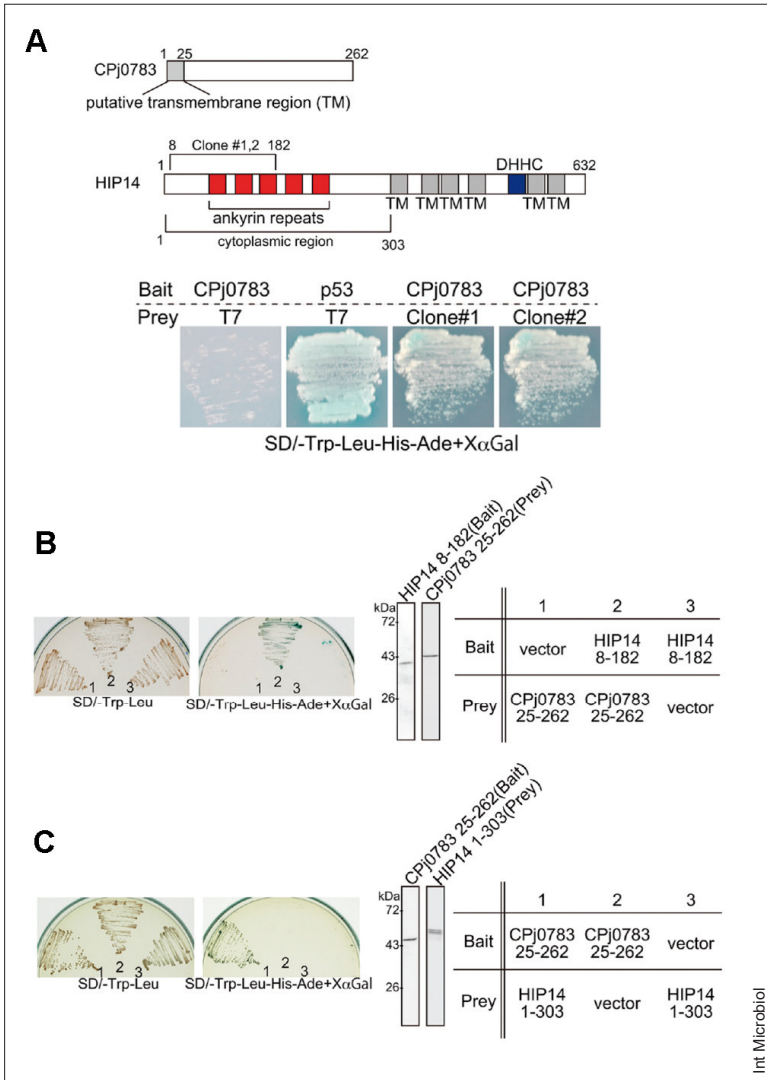 A
1 25 262
CPj0783
putative transmembrane region (TM)
8 Clone #1,2 182
1 DHHC 632
HIP14
TM TM TM TM TM TM
ankyrin repeats
1 cytoplasmic region 303
Bait CPj0783 p53 CPj0783 CPj0783
Prey T7 T7 Clone#1 Clone#2
SD/-Trp-Leu-His-Ade+XαGal
B
1 2 3
SD/-Trp-Leu
1 2 3
SD/-Trp-Leu-His-Ade+XαGal
HIP14 8-182(Bait)
CPj0783 25-262(Prey)
kDa
72
43
26
1 2 3
Bait vector HIP14 8-182 HIP14 8-182
Prey CPj0783 25-262 CPj0783 25-262 vector
C
1 2 3
SD/-Trp-Leu
1 2 3
SD/-Trp-Leu-His-Ade+XαGal
CPj0783 25-262(Bait)
HIP14 1-303(Prey)
kDa
72
43
26
1 2 3
Bait CPj0783 25-262 CPj0783 25-262 vector
Prey HIP14 1-303 vector HIP14 1-303
Int Microbiol